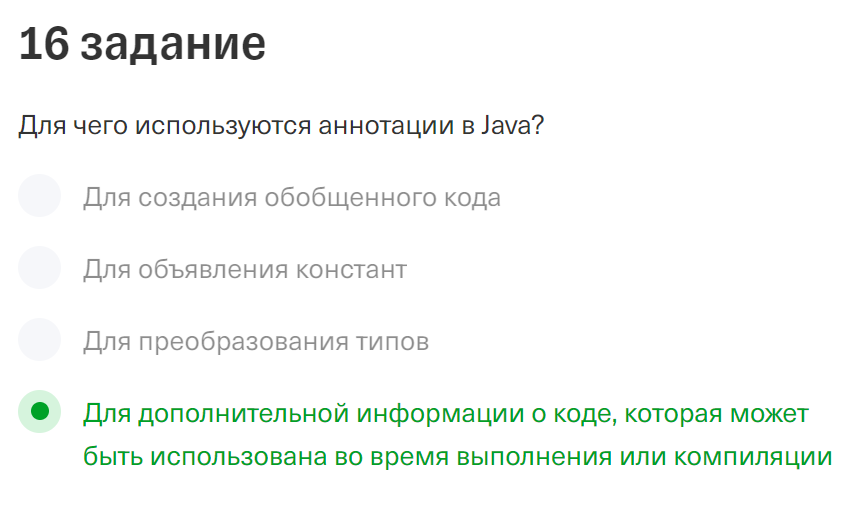 16 задание
Для чего используются аннотации в Java?
Для создания обобщенного кода
Для объявления констант
Для преобразования типов
Для дополнительной информации о коде, которая может
быть использована во время выполнения или компиляции